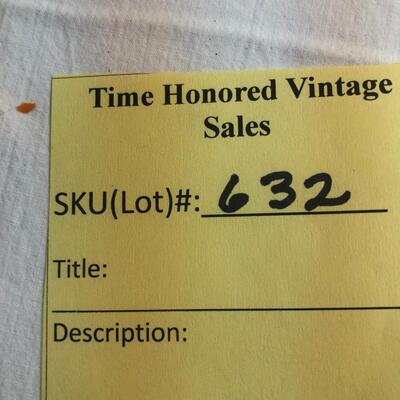 Time Honored Vintage
Sales
SKU(Lot)#: 632
Title:
Description: